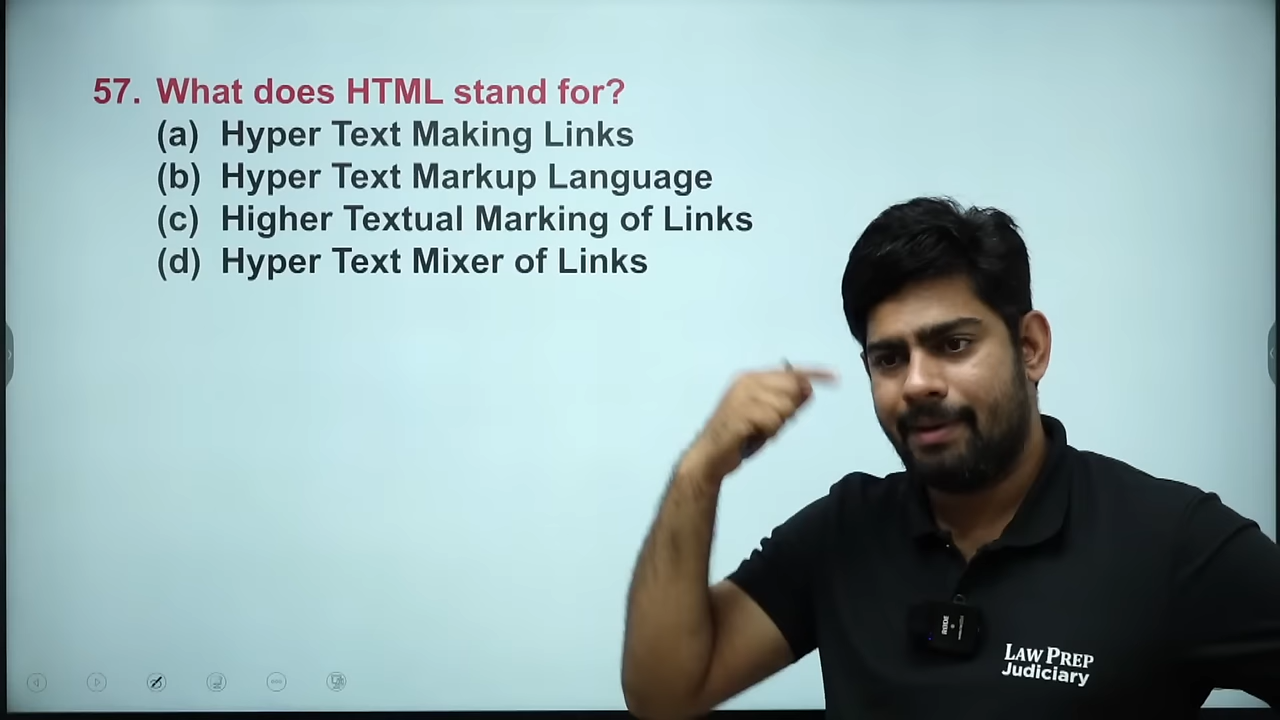 57. What does HTML stand for?
(a) Hyper Text Making Links
(b) Hyper Text Markup Language
(c) Higher Textual Marking of Links
(d) Hyper Text Mixer of Links
RØDE
LAW PREP
Judiciary